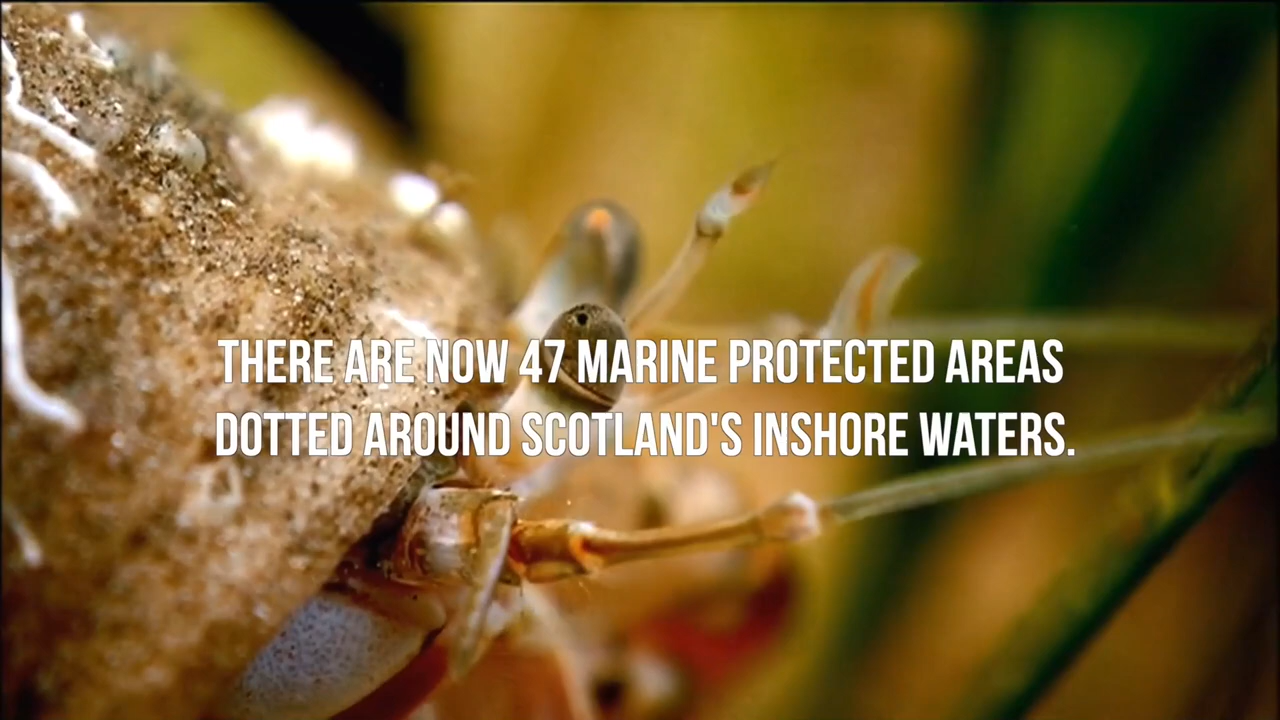 THERE ARE NOW 47 MARINE PROTECTED AREAS
DOTTED AROUND SCOTLAND'S INSHORE WATERS.